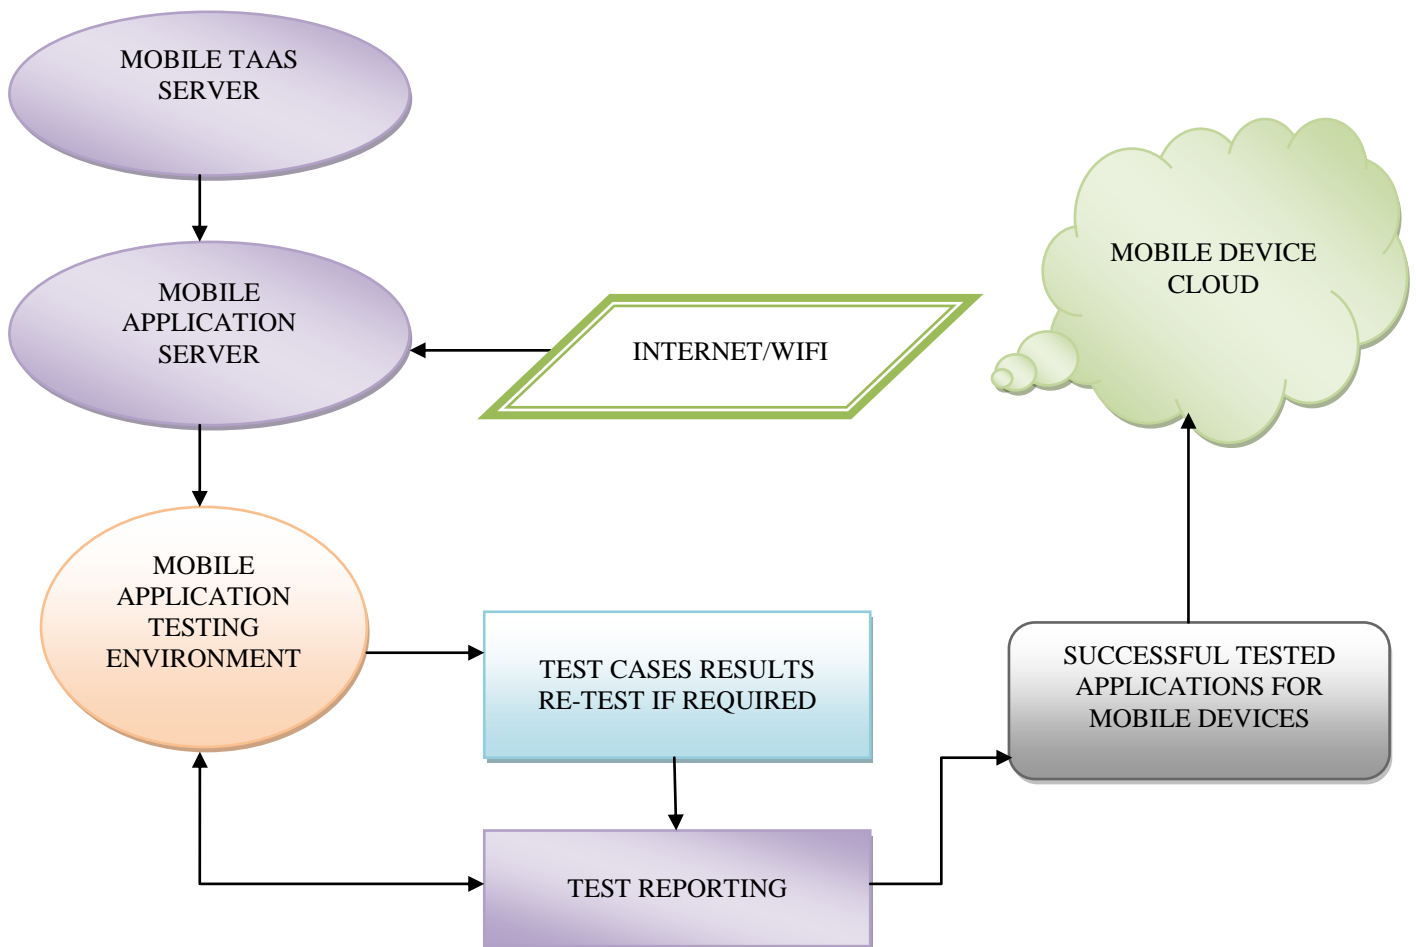 MOBILE TAAS
SERVER
MOBILE
APPLICATION
SERVER
INTERNET/WIFI
MOBILE DEVICE
CLOUD
MOBILE
APPLICATION
TESTING
ENVIRONMENT
TEST CASES RESULTS
RE-TEST IF REQUIRED
SUCCESSFUL TESTED
APPLICATIONS FOR
MOBILE DEVICES
TEST REPORTING